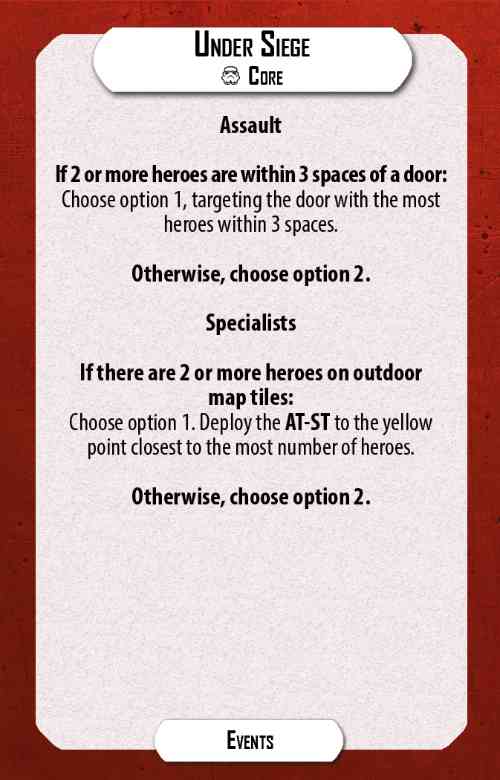 Under Siege
Core
Assault
If 2 or more heroes are within 3 spaces of a door:
Choose option 1, targeting the door with the most
heroes within 3 spaces.
Otherwise, choose option 2.
Specialists
If there are 2 or more heroes on outdoor
map tiles:
Choose option 1. Deploy the AT-ST to the yellow
point closest to the most number of heroes.
Otherwise, choose option 2.
Events